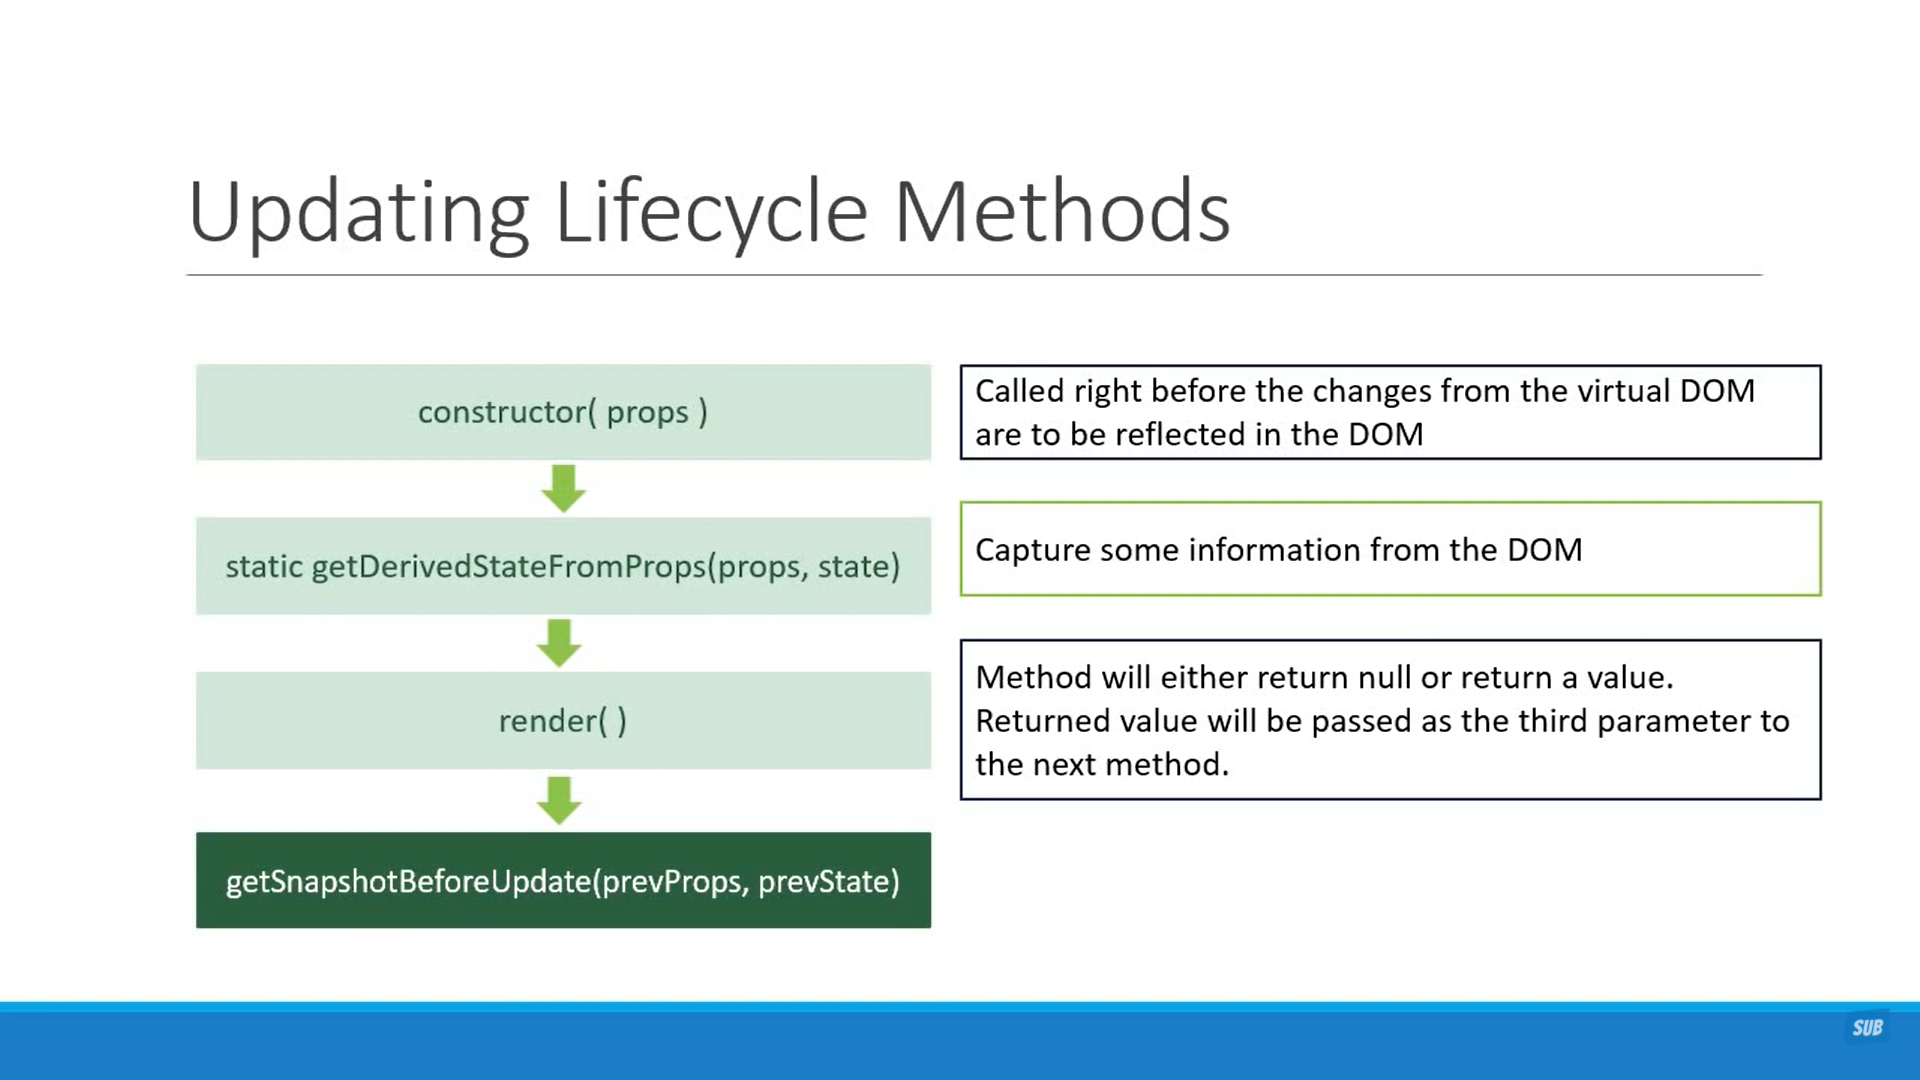 Updating Lifecycle Methods
constructor( props )
static getDerivedStateFromProps(props, state)
render( )
getSnapshotBeforeUpdate(prevProps, prevState)
Called right before the changes from the virtual DOM
are to be reflected in the DOM
Capture some information from the DOM
Method will either return null or return a value.
Returned value will be passed as the third parameter to
the next method.
SUB